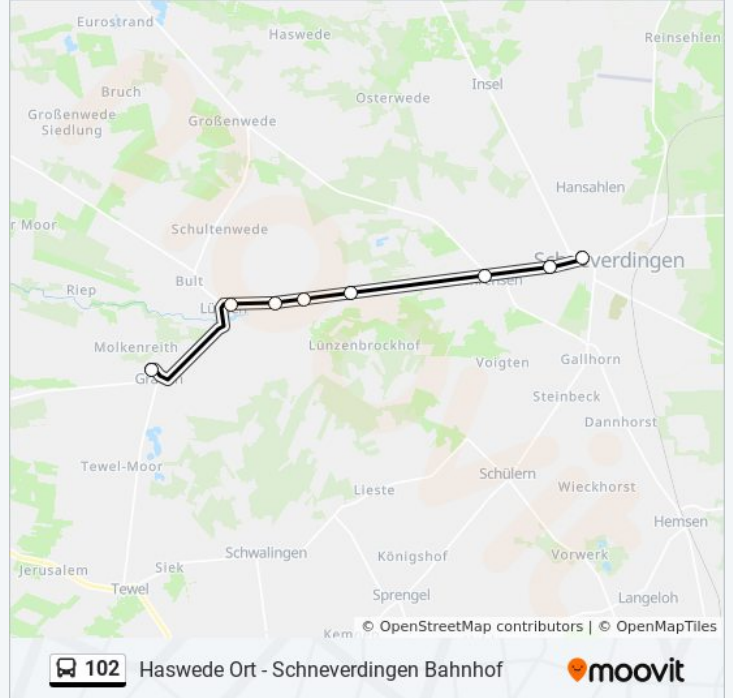 Eurostrand
Haswede
Reinsehlen
Insel
Bruch
Osterwede
Großenwede
Siedlung
Großenwede
Hansahlen
r Moor
Schultenwede
Schneverdingen
Bult
Riep
Molkenreith
Lünzenbrockhof
Voigten
Gallhorn
Steinbeck
Dannhorst
Tewel-Moor
Schülern
Wieckhorst
Lieste
Hemsen
Schwalingen
Königshof
Vorwerk
Jerusalem
Siek
Tewel
Sprengel
Langeloh
© OpenStreetMap contributors | © OpenMapTiles
102 Haswede Ort - Schneverdingen Bahnhof
moovit